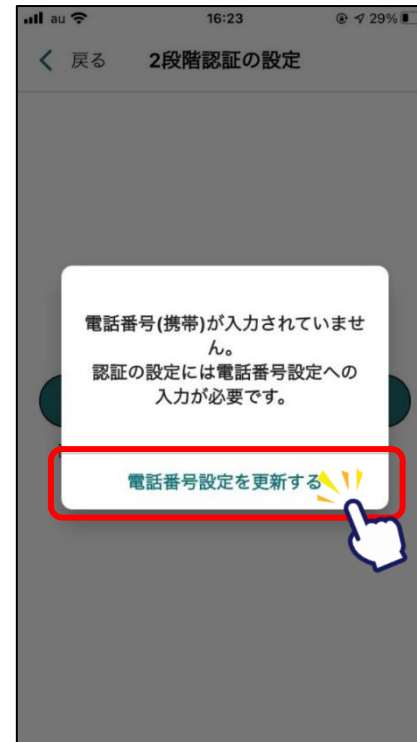 au 16:23 29%
戻る 2段階認証の設定
電話番号(携帯)が入力されていませ
ん。
認証の設定には電話番号設定への
入力が必要です。
電話番号設定を更新する